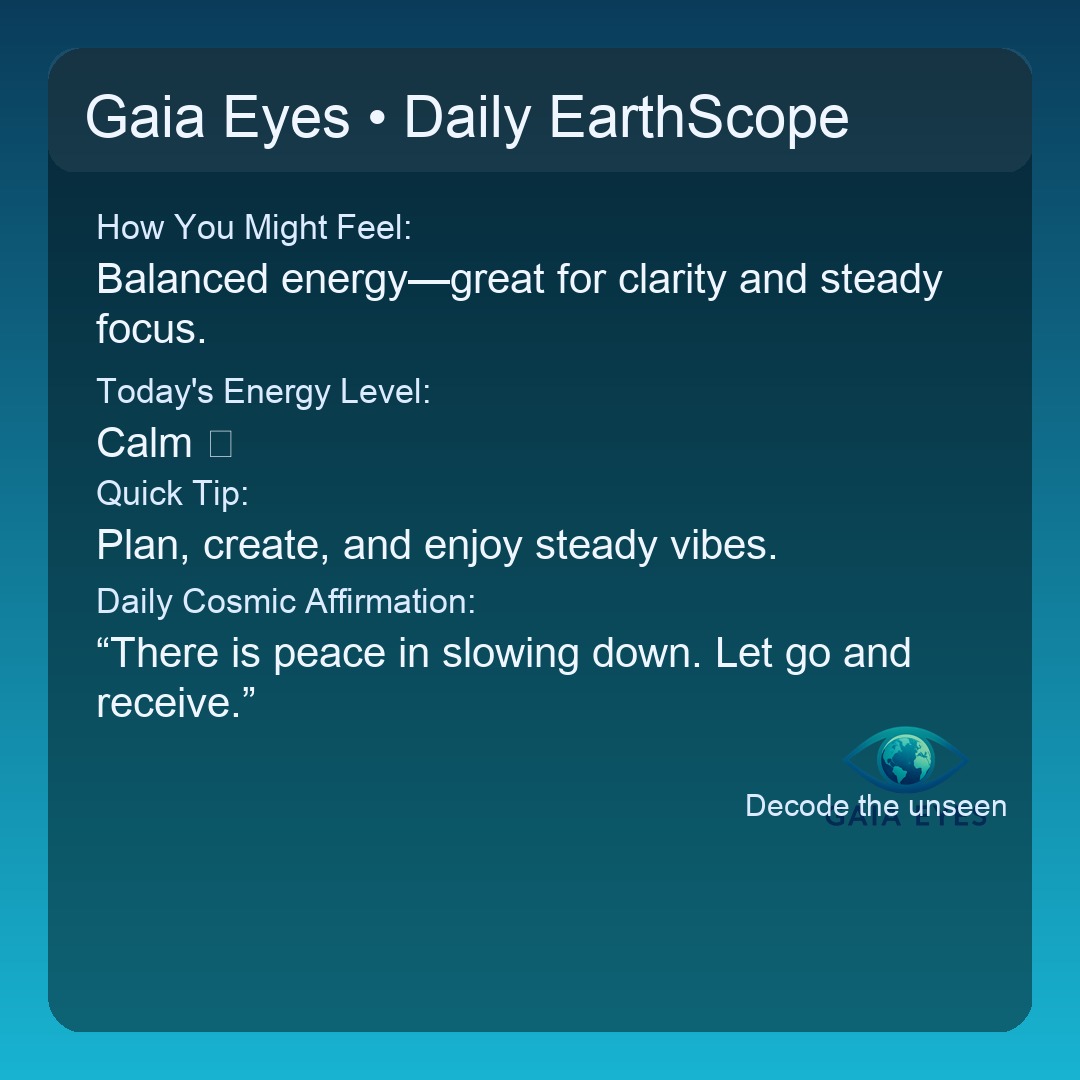 Gaia Eyes • Daily EarthScope
How You Might Feel:
Balanced energy—great for clarity and steady
focus.
Today's Energy Level:
Calm
Quick Tip:
Plan, create, and enjoy steady vibes.
Daily Cosmic Affirmation:
“There is peace in slowing down. Let go and
receive.”
Decode the unseen
GAIA EYES